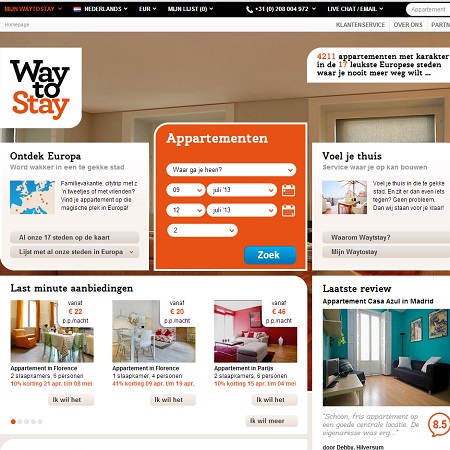 MIJN WAYTOSTAY
NEDERLANDS
EUR
MIJN LIJST (0)
+31 (0) 208 004 972
LIVE CHAT / EMAIL
Appartement
Homepage
KLANTENSERVICE
OVER ONS
PARTN
Way
to
Stay
4211 appartementen met karakter
in de 17 leukste Europese steden
waar je nooit meer weg wilt ...
Appartementen
Waar ga je heen?
09
juli '13
12
juli '13
2
Zoek
Ontdek Europa
Word wakker in een te gekke stad
Familievakantie, citytrip met z
'n tweetjes of met vrienden?
Vind je appartement op die
magische plek in Europa!
Al onze 17 steden op de kaart
Lijst met al onze steden in Europa
Voel je thuis
Service waar je op kan bouwen
Voel je thuis in die te gekke
stad. En zit er dan even iets
tegen? Geen probleem.
Dan wij staan voor je klaar!
Waarom Waytstay?
Mijn Waytostay
Last minute aanbiedingen
vanaf
€ 22
p.p./nacht
Appartement in Florence
2 slaapkamers, 6 personen
10% korting 21 apr. tim 08 mei
Ik wil het
vanaf
€ 20
p.p./nacht
Appartement in Florence
1 slaapkamer, 4 personen
41% korting 09 apr. tim 19 apr.
Ik wil het
vanaf
€ 46
p.p./nacht
Appartement in Parijs
2 slaapkamers, 6 personen
10% korting 02 apr. tim 30 apr.
Ik wil het
Ik wil meer
Laatste review
Appartement Casa Azul in Madrid
"Schoon, fris appartement op
een goede centrale locatie. De
eigenaresse was erg..."
8.5
door Debby, Hilversum